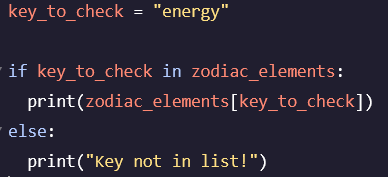 key_to_check = "energy"
if key_to_check in zodiac_elements:
  print(zodiac_elements[key_to_check])
else:
  print("Key not in list!")